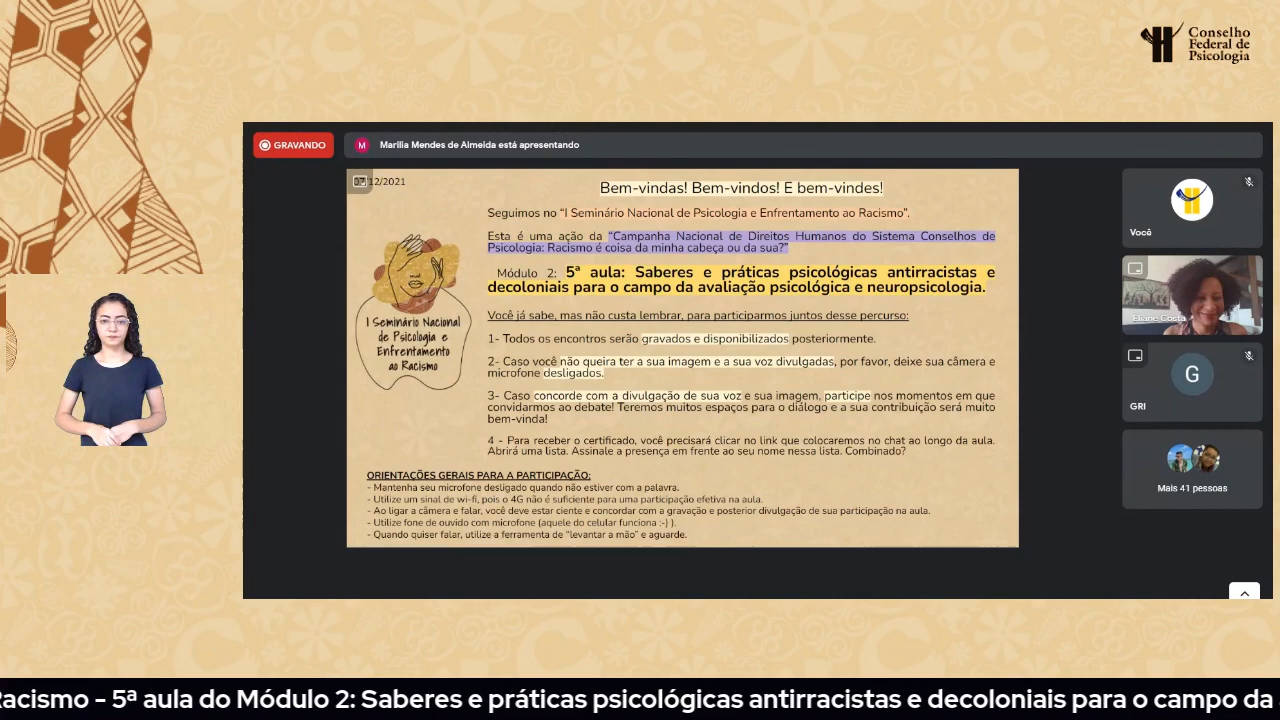 Conselho
Federal de
Psicologia
GRAVANDO
M
Marilia Mendes de Almeida está apresentando
/12/2021
Bem-vindas! Bem-vindos! E bem-vindes!
Seguimos no “I Seminário Nacional de Psicologia e Enfrentamento ao Racismo”.
Esta é uma ação da “Campanha Nacional de Direitos Humanos do Sistema Conselhos de
Psicologia: Racismo é coisa da minha cabeça ou da sua?”
Módulo 2: 5ª aula: Saberes e práticas psicológicas antirracistas e
decoloniais para o campo da avaliação psicológica e neuropsicologia.
I Seminário Nacional
de Psicologia e
Enfrentamento
ao Racismo
Você já sabe, mas não custa lembrar, para participarmos juntos desse percurso:
1- Todos os encontros serão gravados e disponibilizados posteriormente.
2- Caso você não queira ter a sua imagem e a sua voz divulgadas, por favor, deixe sua câmera e
microfone desligados.
3- Caso concorde com a divulgação de sua voz e sua imagem, participe nos momentos em que
convidarmos ao debate! Teremos muitos espaços para o diálogo e a sua contribuição será muito
bem-vinda!
4 - Para receber o certificado, você precisará clicar no link que colocaremos no chat ao longo da aula.
Abrirá uma lista. Assinale a presença em frente ao seu nome nessa lista. Combinado?
ORIENTAÇÕES GERAIS PARA A PARTICIPAÇÃO:
- Mantenha seu microfone desligado quando não estiver com a palavra.
- Utilize um sinal de wi-fi, pois o 4G não é suficiente para uma participação efetiva na aula.
- Ao ligar a câmera e falar, você deve estar ciente e concordar com a gravação e posterior divulgação de sua participação na aula.
- Utilize fone de ouvido com microfone (aquele do celular funciona :-) ).
- Quando quiser falar, utilize a ferramenta de “levantar a mão” e aguarde.
Você
Eliane Costa
G
GRI
Mais 41 pessoas
Racismo - 5ª aula do Módulo 2: Saberes e práticas psicológicas antirracistas e decoloniais para o campo da